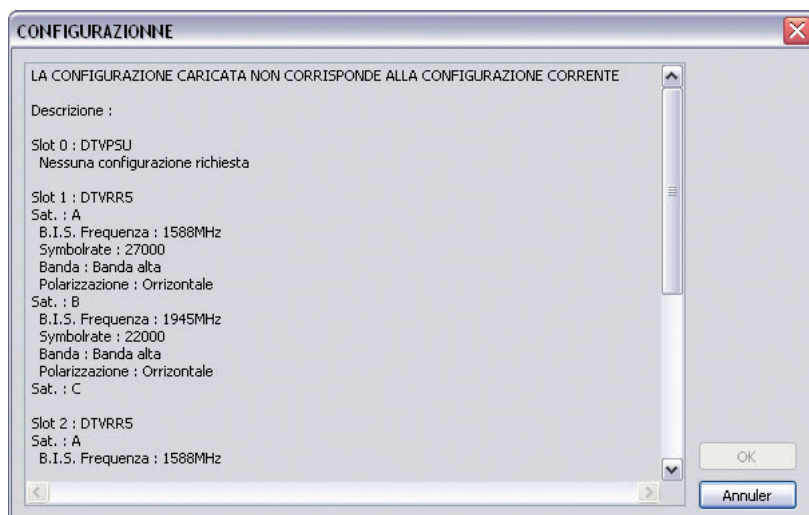 CONFIGURAZIONNE
LA CONFIGURAZIONE CARICATA NON CORRISPONDE ALLA CONFIGURAZIONE CORRENTE
Descrizione :
Slot 0 : DTVPSU
Nessuna configurazione richiesta
Slot 1 : DTVRR5
Sat. : A
B.I.S. Frequenza : 1588MHz
Symbolrate : 27000
Banda : Banda alta
Polarizzazione : Orrizontale
Sat. : B
B.I.S. Frequenza : 1945MHz
Symbolrate : 22000
Banda : Banda alta
Polarizzazione : Orrizontale
Sat. : C
Slot 2 : DTVRR5
Sat. : A
B.I.S. Frequenza : 1588MHz
OK
Annuler